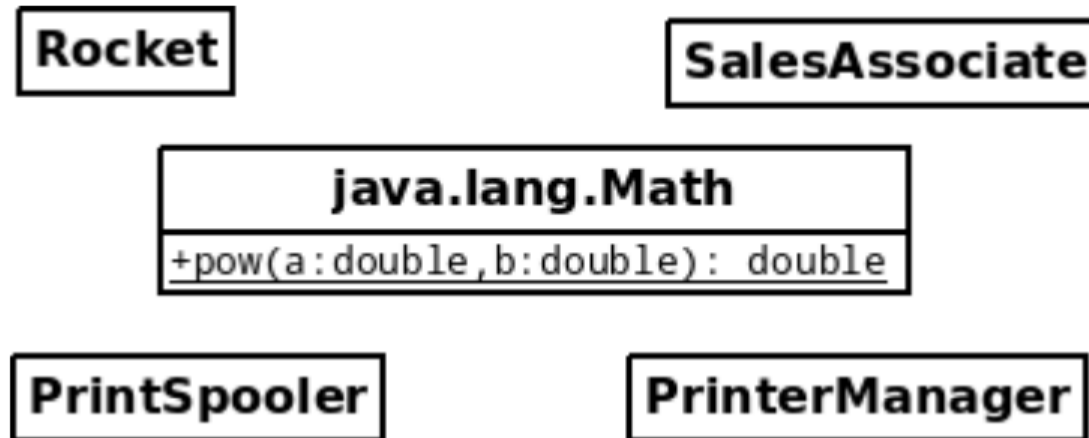 Rocket
SalesAssociate
java.lang.Math
+pow(a:double,b:double): double
PrintSpooler
PrinterManager